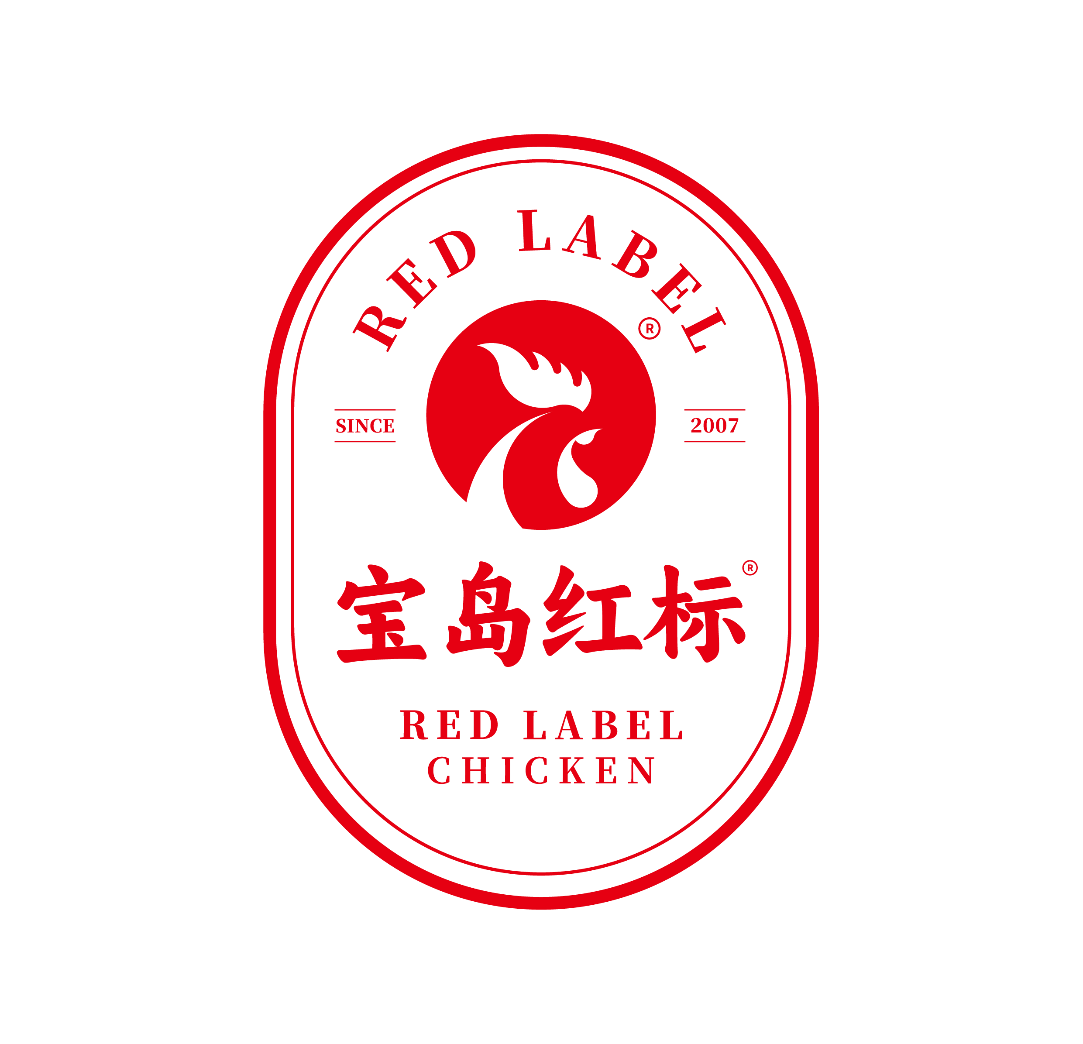 RED LABEL
®
SINCE 2007
宝岛红标®
RED LABEL
CHICKEN